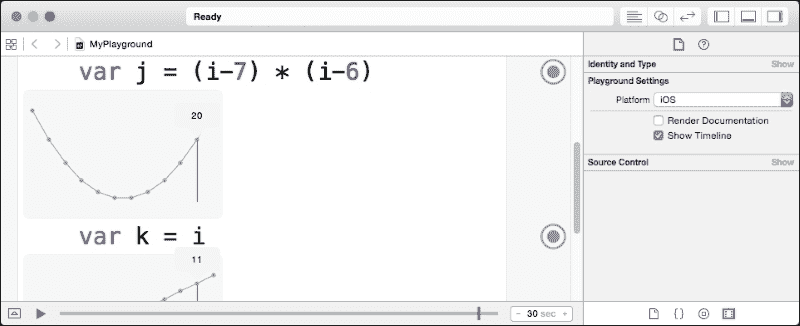 Ready
MyPlayground
var j = (i-7) * (i-6)
20
var k = i
11
- 30 sec +
Identity and Type Show
Playground Settings
Platform iOS
Render Documentation
Show Timeline
Source Control Show